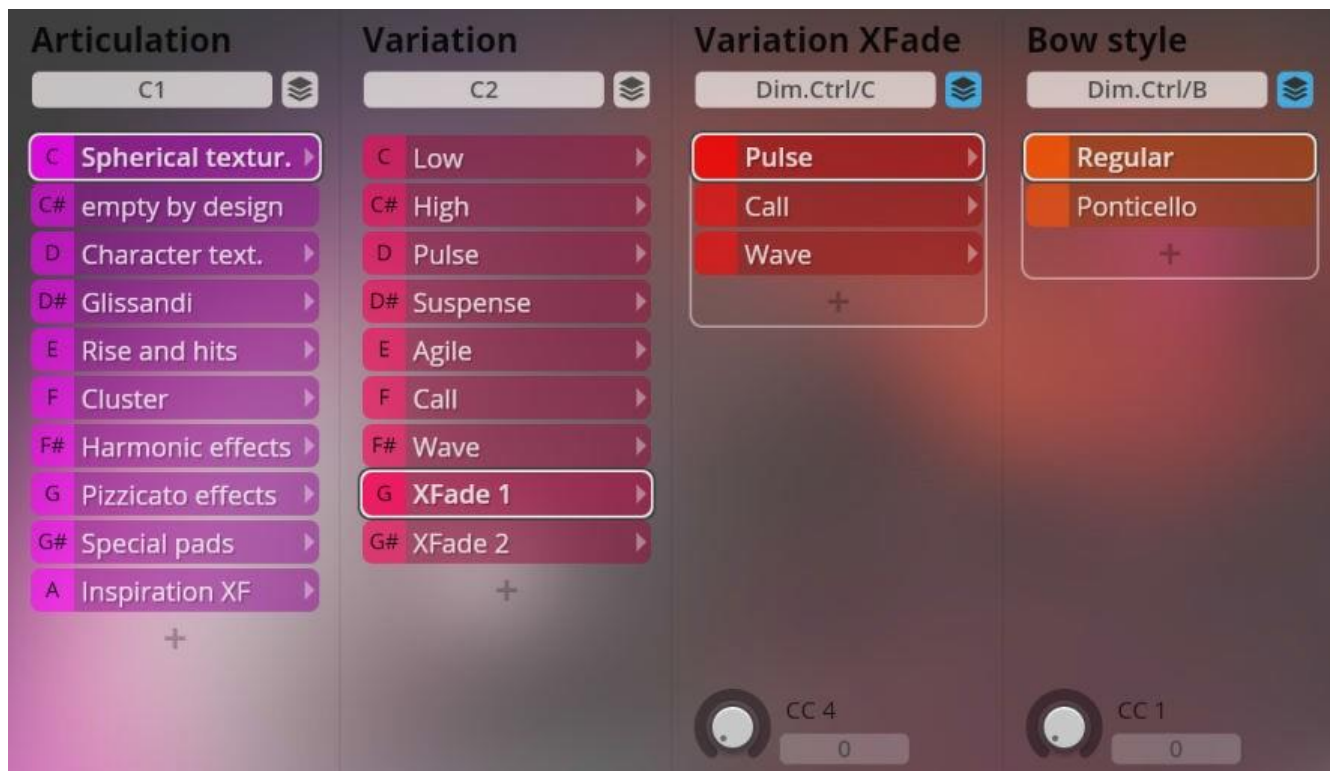 Articulation
C1
C Spherical textur.
C# empty by design
D Character text.
D# Glissandi
E Rise and hits
F Cluster
F# Harmonic effects
G Pizzicato effects
G# Special pads
A Inspiration XF
+
Variation
C2
C Low
C# High
D Pulse
D# Suspense
E Agile
F Call
F# Wave
G XFade 1
G# XFade 2
+
Variation XFade
Dim.Ctrl/C
Pulse
Call
Wave
+
CC 4
0
Bow style
Dim.Ctrl/B
Regular
Ponticello
+
CC 1
0